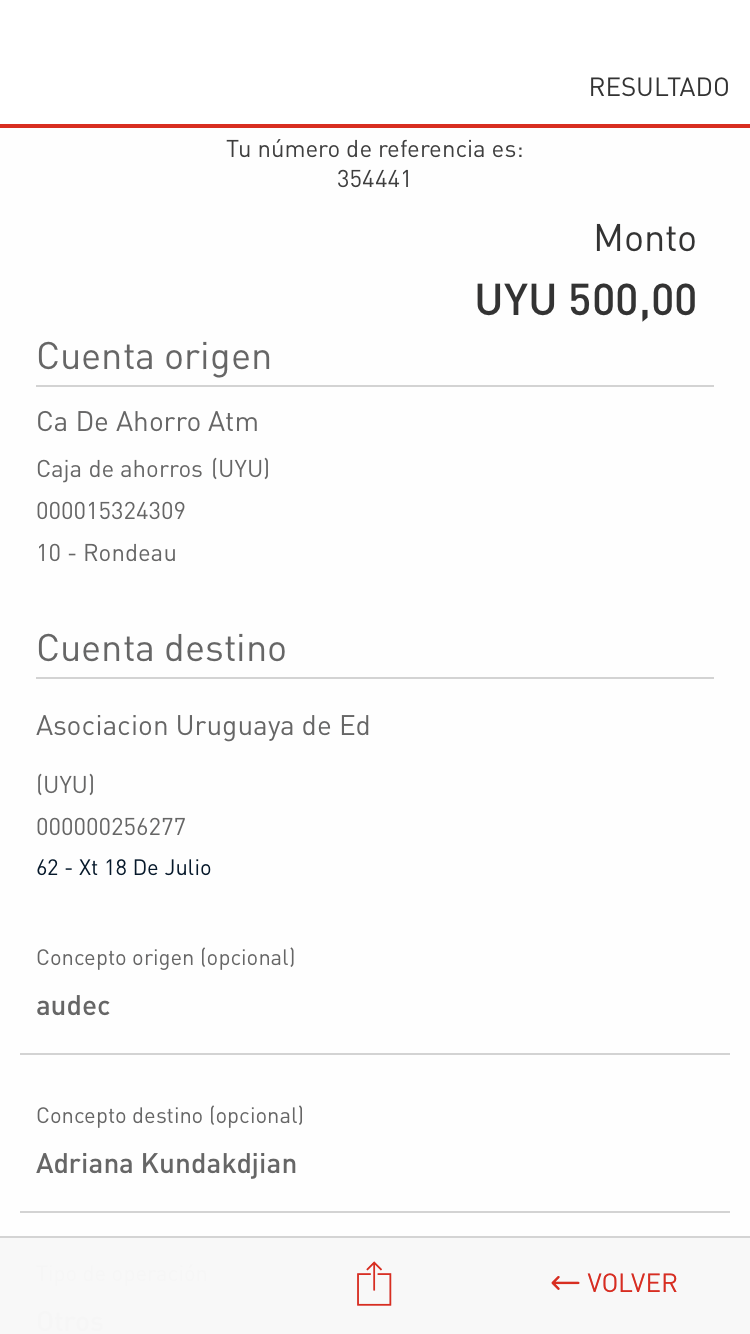 RESULTADO
Tu número de referencia es:
354441
Monto
UYU 500,00
Cuenta origen
Ca De Ahorro Atm
Caja de ahorros (UYU)
000015324309
10 - Rondeau
Cuenta destino
Asociacion Uruguaya de Ed
(UYU)
000000256277
62 - Xt 18 De Julio
Concepto origen (opcional)
audec
Concepto destino (opcional)
Adriana Kundakdjian
Otros
← VOLVER